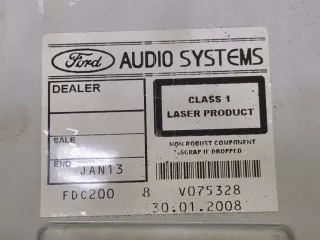 Ford AUDIO SYSTEMS
DEALER
CLASS 1
LASER PRODUCT
SALE
NON ROBUST COMPONENT
SCRAP IF DROPPED
END JAN13
FDC200 8 V075328
30.01.2008